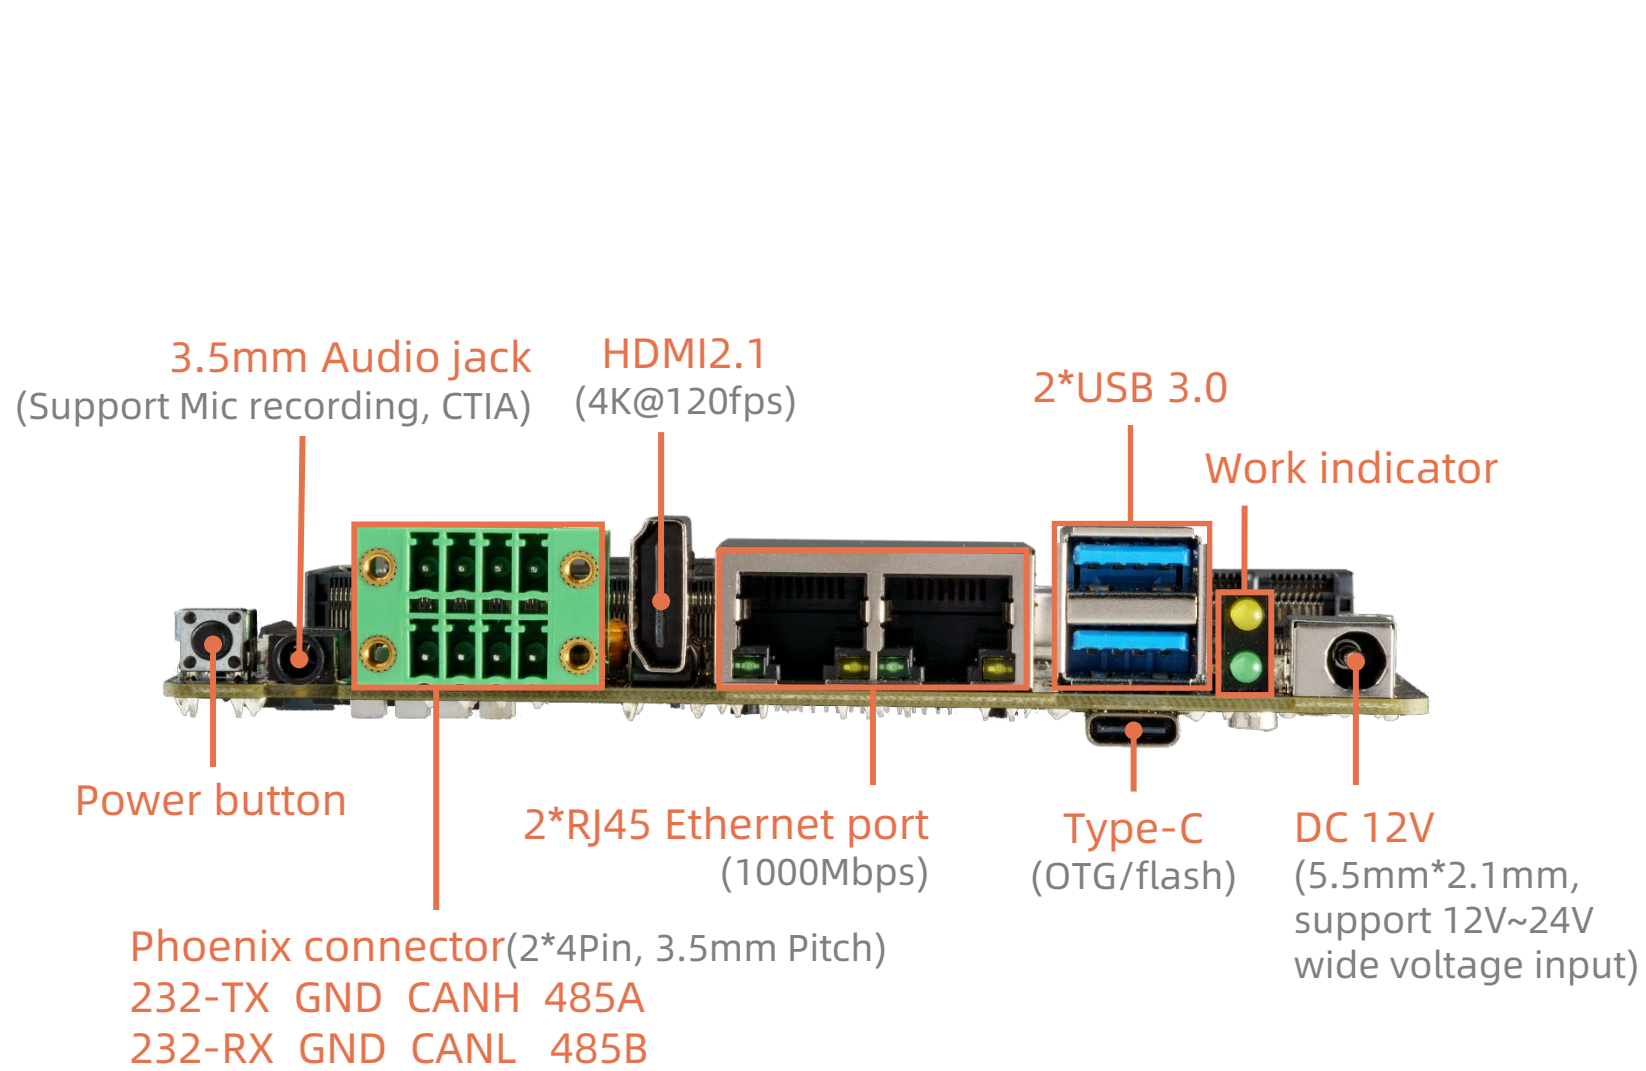 3.5mm Audio jack
(Support Mic recording, CTIA)
HDMI2.1
(4K@120fps)
2*USB 3.0
Work indicator
Power button
2*RJ45 Ethernet port
(1000Mbps)
Type-C
(OTG/flash)
DC 12V
(5.5mm*2.1mm,
support 12V~24V
wide voltage input)
Phoenix connector(2*4Pin, 3.5mm Pitch)
232-TX GND CANH 485A
232-RX GND CANL 485B